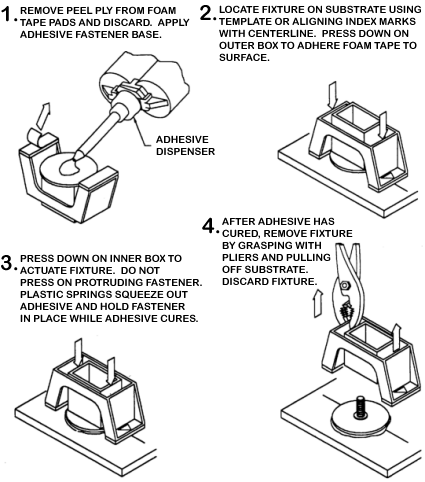 1. REMOVE PEEL PLY FROM FOAM
TAPE PADS AND DISCARD. APPLY
ADHESIVE FASTENER BASE.
ADHESIVE
DISPENSER
2. LOCATE FIXTURE ON SUBSTRATE USING
TEMPLATE OR ALIGNING INDEX MARKS
WITH CENTERLINE. PRESS DOWN ON
OUTER BOX TO ADHERE FOAM TAPE TO
SURFACE.
3. PRESS DOWN ON INNER BOX TO
ACTUATE FIXTURE. DO NOT
PRESS ON PROTRUDING FASTENER.
PLASTIC SPRINGS SQUEEZE OUT
ADHESIVE AND HOLD FASTENER
IN PLACE WHILE ADHESIVE CURES.
4. AFTER ADHESIVE HAS
CURED, REMOVE FIXTURE
BY GRASPING WITH
PLIERS AND PULLING
OFF SUBSTRATE.
DISCARD FIXTURE.